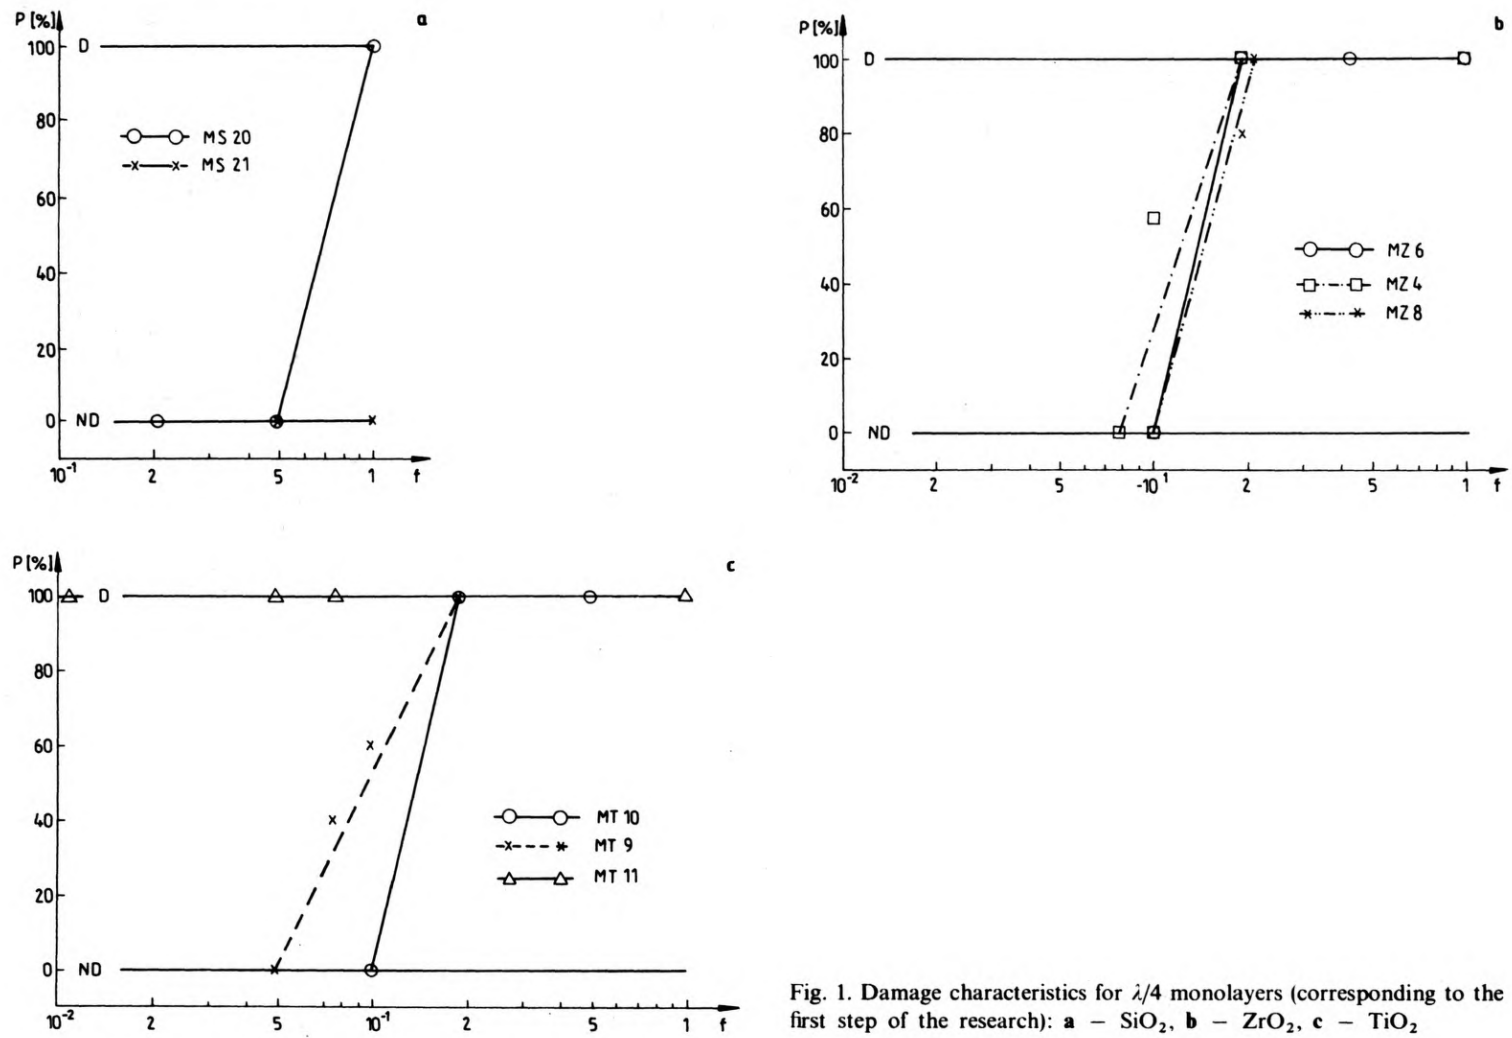 P [%]
a
100
D
80
MS 20
MS 21
60
40
20
0
ND
10⁻¹
2
5
1
f
P [%]
b
100
D
80
60
MZ 6
40
MZ 4
MZ 8
20
0
ND
10⁻²
2
5
-10¹
2
5
1
f
P [%]
c
100
D
80
60
40
MT 10
MT 9
MT 11
20
0
ND
10⁻²
2
5
10⁻¹
2
5
1
f
Fig. 1. Damage characteristics for λ/4 monolayers (corresponding to the
first step of the research): a – SiO₂, b – ZrO₂, c – TiO₂